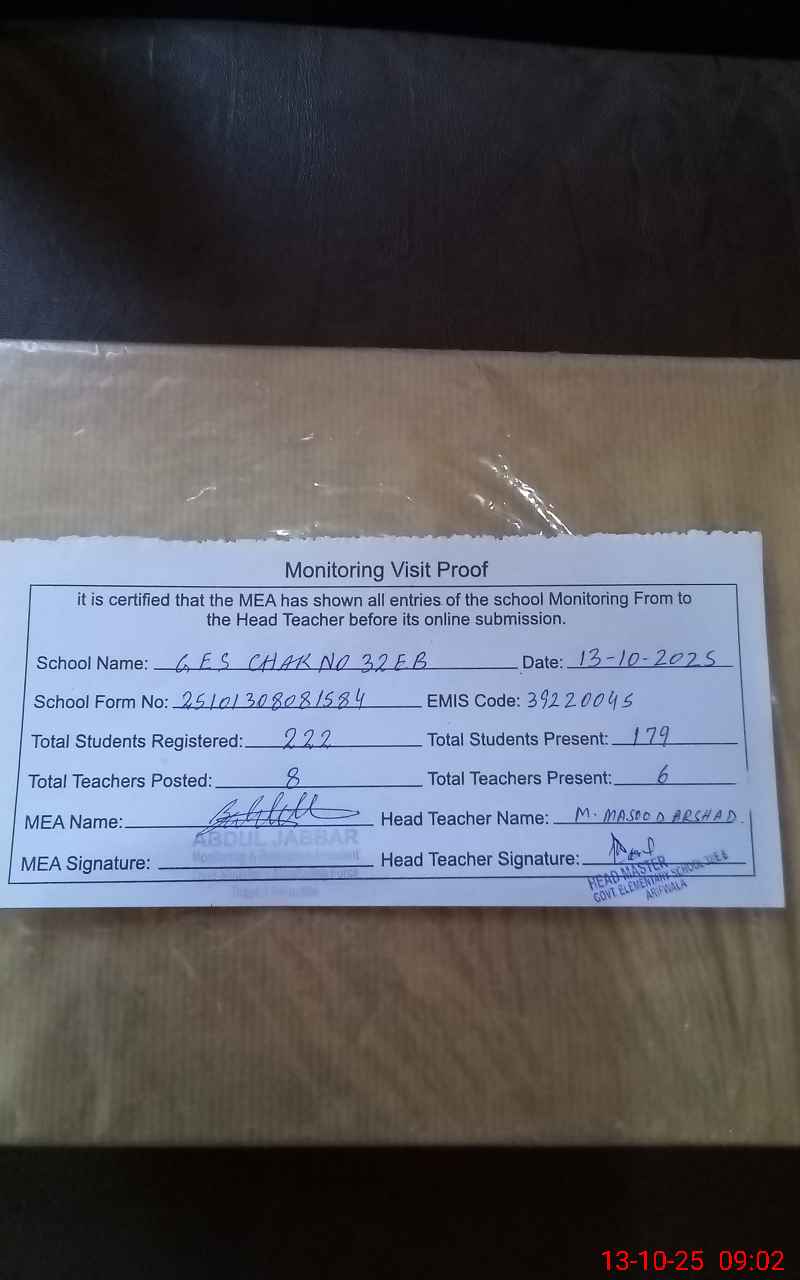 Monitoring Visit Proof
it is certified that the MEA has shown all entries of the school Monitoring From to
the Head Teacher before its online submission.
School Name: G.E.S CHAK NO 32EB Date: 13-10-2025
School Form No: 25101308081584 EMIS Code: 39220045
Total Students Registered: 222 Total Students Present: 179
Total Teachers Posted: 8 Total Teachers Present: 6
MEA Name: Head Teacher Name: M. MASOOD ARSHAD.
ABDUL JABBAR
Monitoring &
MEA Signature: Head Teacher Signature:
HEAD MASTER
GOVT. ELEMENTARY SCHOOL
ARIFWALA
13-10-25 09:02